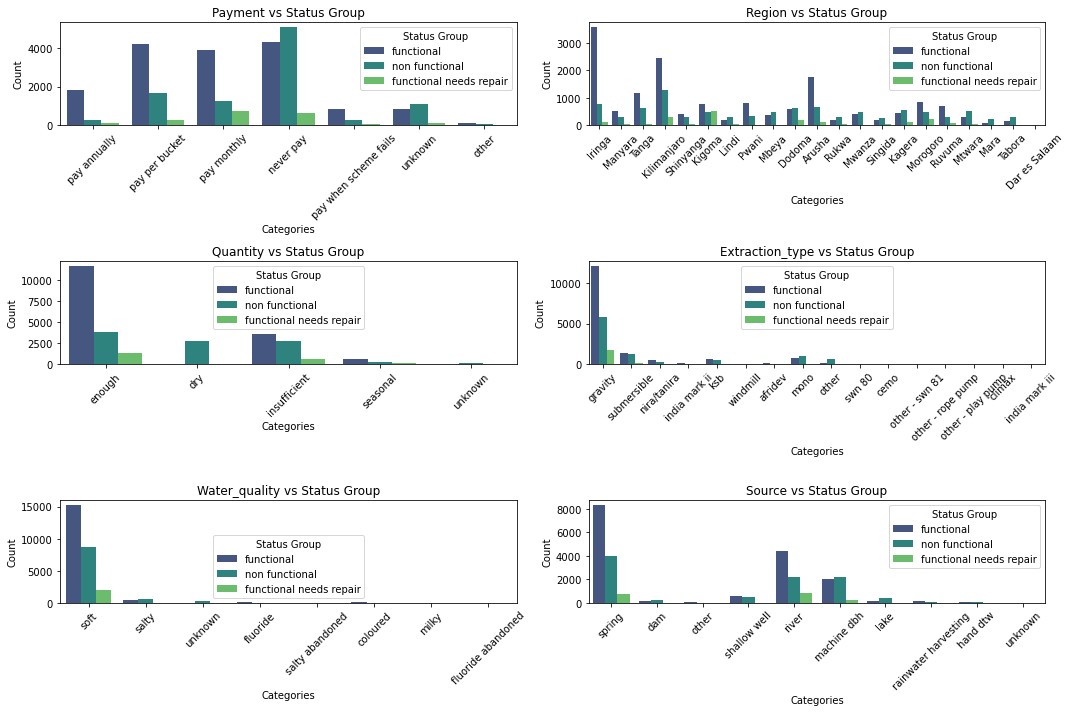 Payment vs Status Group
Count
4000
2000
0
Status Group
functional
non functional
functional needs repair
pay annually
pay per bucket
pay monthly
never pay
pay when scheme fails
unknown
other
Categories
Region vs Status Group
Count
3000
2000
1000
0
Status Group
functional
non functional
functional needs repair
Iringa
Manyara
Tanga
Kilimanjaro
Shinyanga
Kigoma
Lindi
Pwani
Mbeya
Dodoma
Arusha
Rukwa
Mwanza
Singida
Kagera
Morogoro
Ruvuma
Mtwara
Mara
Tabora
Dar es Salaam
Categories
Quantity vs Status Group
Count
10000
7500
5000
2500
0
Status Group
functional
non functional
functional needs repair
enough
dry
insufficient
seasonal
unknown
Categories
Extraction_type vs Status Group
Count
10000
5000
0
Status Group
functional
non functional
functional needs repair
gravity
submersible
nira/tanira
india mark ii
ksb
windmill
afridev
mono
other
swn 80
cemo
other - swn 81
other - rope pump
other - play pump
climax
india mark iii
Categories
Water_quality vs Status Group
Count
15000
10000
5000
0
Status Group
functional
non functional
functional needs repair
soft
salty
unknown
fluoride
salty abandoned
coloured
milky
fluoride abandoned
Categories
Source vs Status Group
Count
8000
6000
4000
2000
0
Status Group
functional
non functional
functional needs repair
spring
dam
other
shallow well
river
machine dbh
lake
rainwater harvesting
hand dtw
unknown
Categories